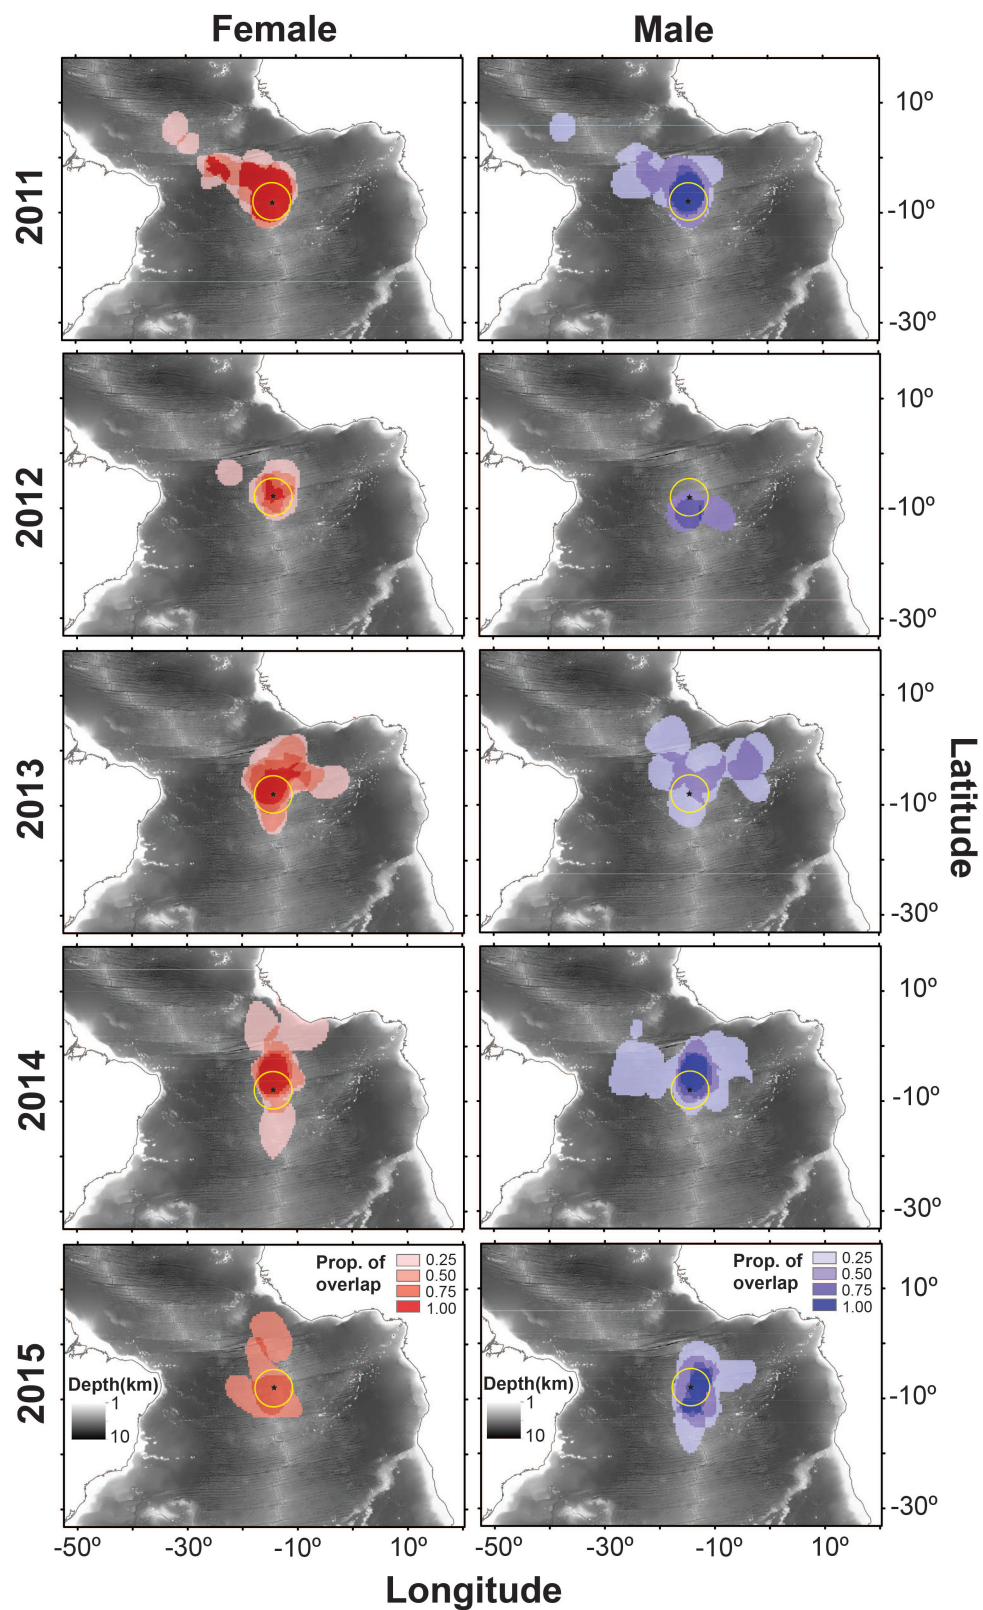 Female
Male
2011
10º
-10º
-30º
2012
10º
-10º
-30º
2013
10º
-10º
-30º
Latitude
2014
10º
-10º
-30º
2015
Prop. of
overlap
0.25
0.50
0.75
1.00
Depth(km)
1
10
Prop. of
overlap
0.25
0.50
0.75
1.00
Depth(km)
1
10
10º
-10º
-30º
-50º -30º -10º 10º -50º -30º -10º 10º
Longitude